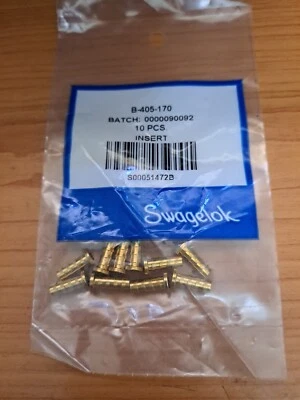 B-405-170
BATCH: 0000090092
10 PCS
INSERT
S00051472B
Swagelok